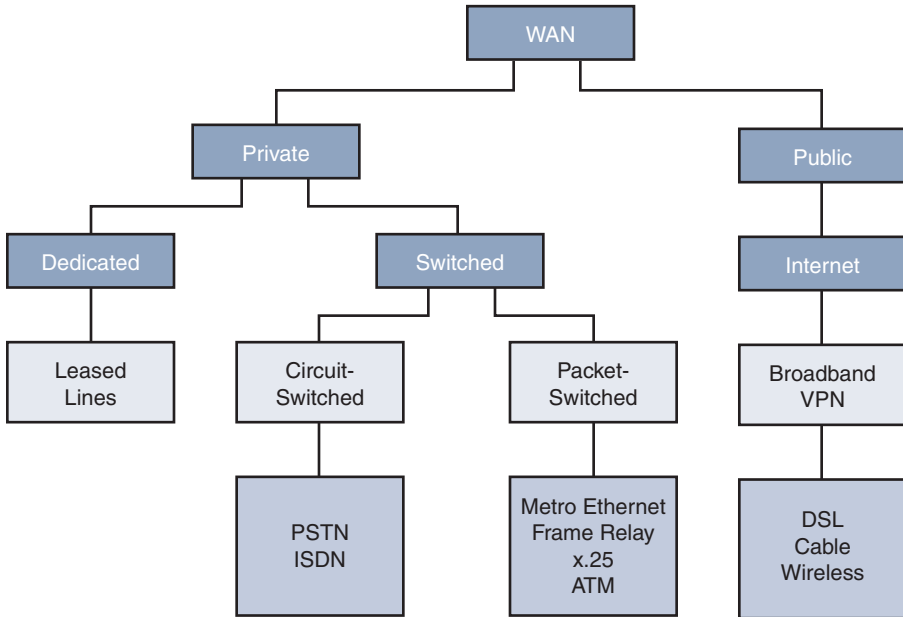 WAN
Private
Public
Dedicated
Switched
Internet
Leased
Lines
Circuit-
Switched
Packet-
Switched
Broadband
VPN
PSTN
ISDN
Metro Ethernet
Frame Relay
x.25
ATM
DSL
Cable
Wireless